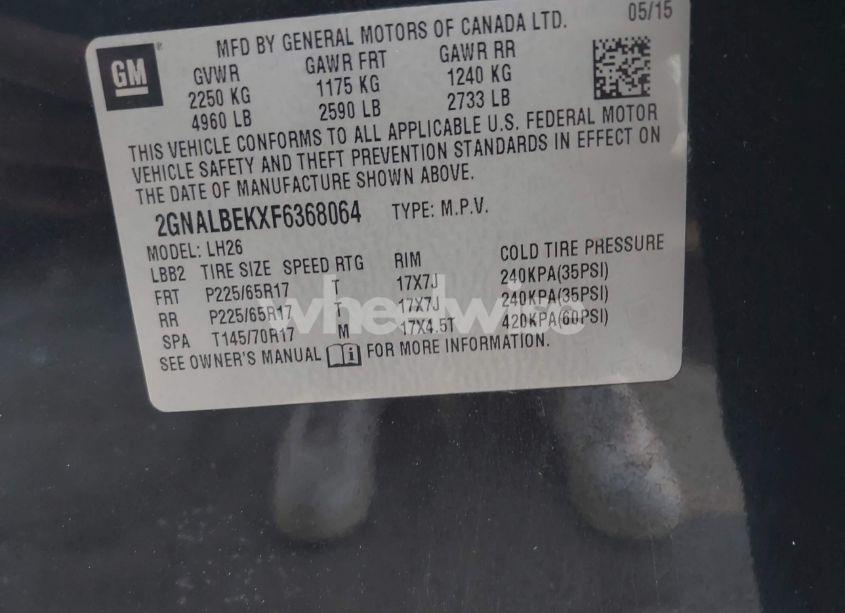 GM
MFD BY GENERAL MOTORS OF CANADA LTD. 05/15
GVWR GAWR FRT GAWR RR
2250 KG 1175 KG 1240 KG
4960 LB 2590 LB 2733 LB
THIS VEHICLE CONFORMS TO ALL APPLICABLE U.S. FEDERAL MOTOR
VEHICLE SAFETY AND THEFT PREVENTION STANDARDS IN EFFECT ON
THE DATE OF MANUFACTURE SHOWN ABOVE.
2GNALBEKXF6368064 TYPE: M.P.V.
MODEL: LH26
LBB2 TIRE SIZE SPEED RTG RIM COLD TIRE PRESSURE
FRT P225/65R17 T 17X7J 240KPA(35PSI)
RR P225/65R17 T 17X7J 240KPA(35PSI)
SPA T145/70R17 M 17X4.5T 420KPA(60PSI)
SEE OWNER'S MANUAL i FOR MORE INFORMATION.
wheelwise